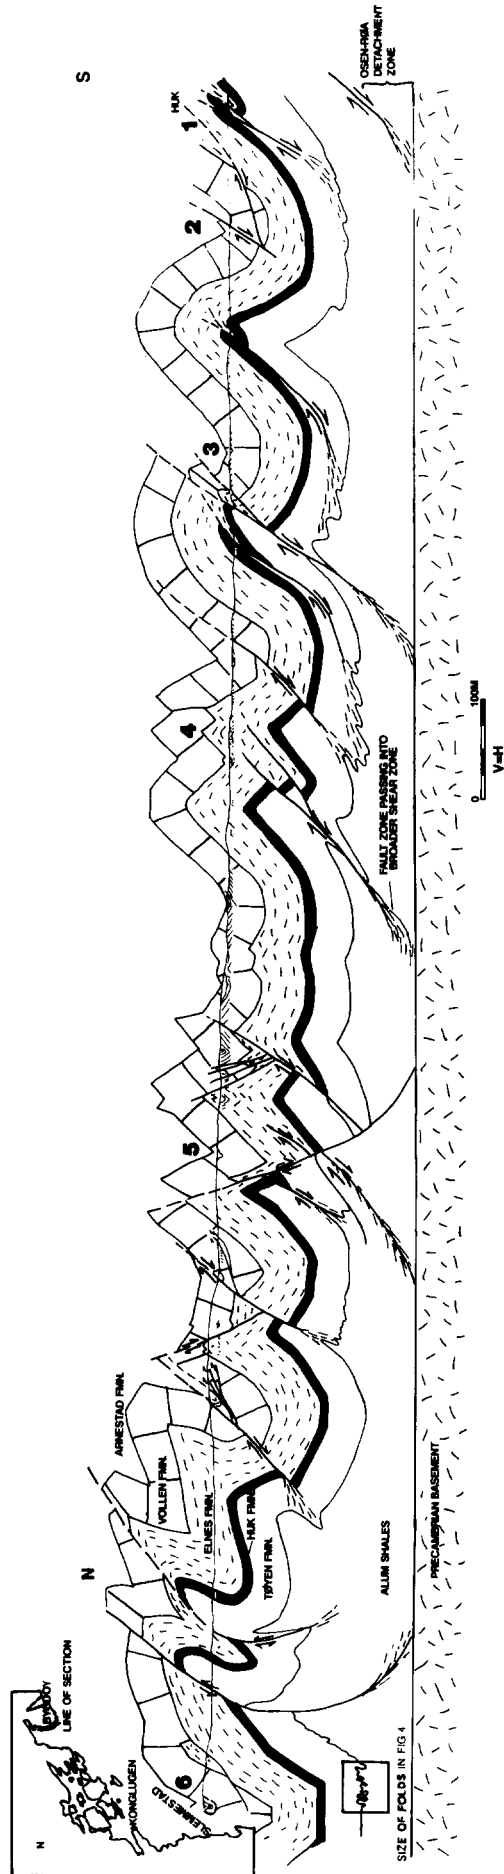 N
BYGDØY
LINE OF SECTION
KONGLUGEN
SLEMMESTAD
N
S
ARNESTAD FMN.
VOLLEN FMN.
ELNES FMN.
HUK FMN.
TØYEN FMN.
ALUM SHALES
PRECAMBRIAN BASEMENT
SIZE OF FOLDS IN FIG 4
6
5
4
3
2
1
HUK
FAULT ZONE PASSING INTO
BROADER SHEAR ZONE
OSEN-RØA
DETACHMENT
ZONE
0 100M
V=H